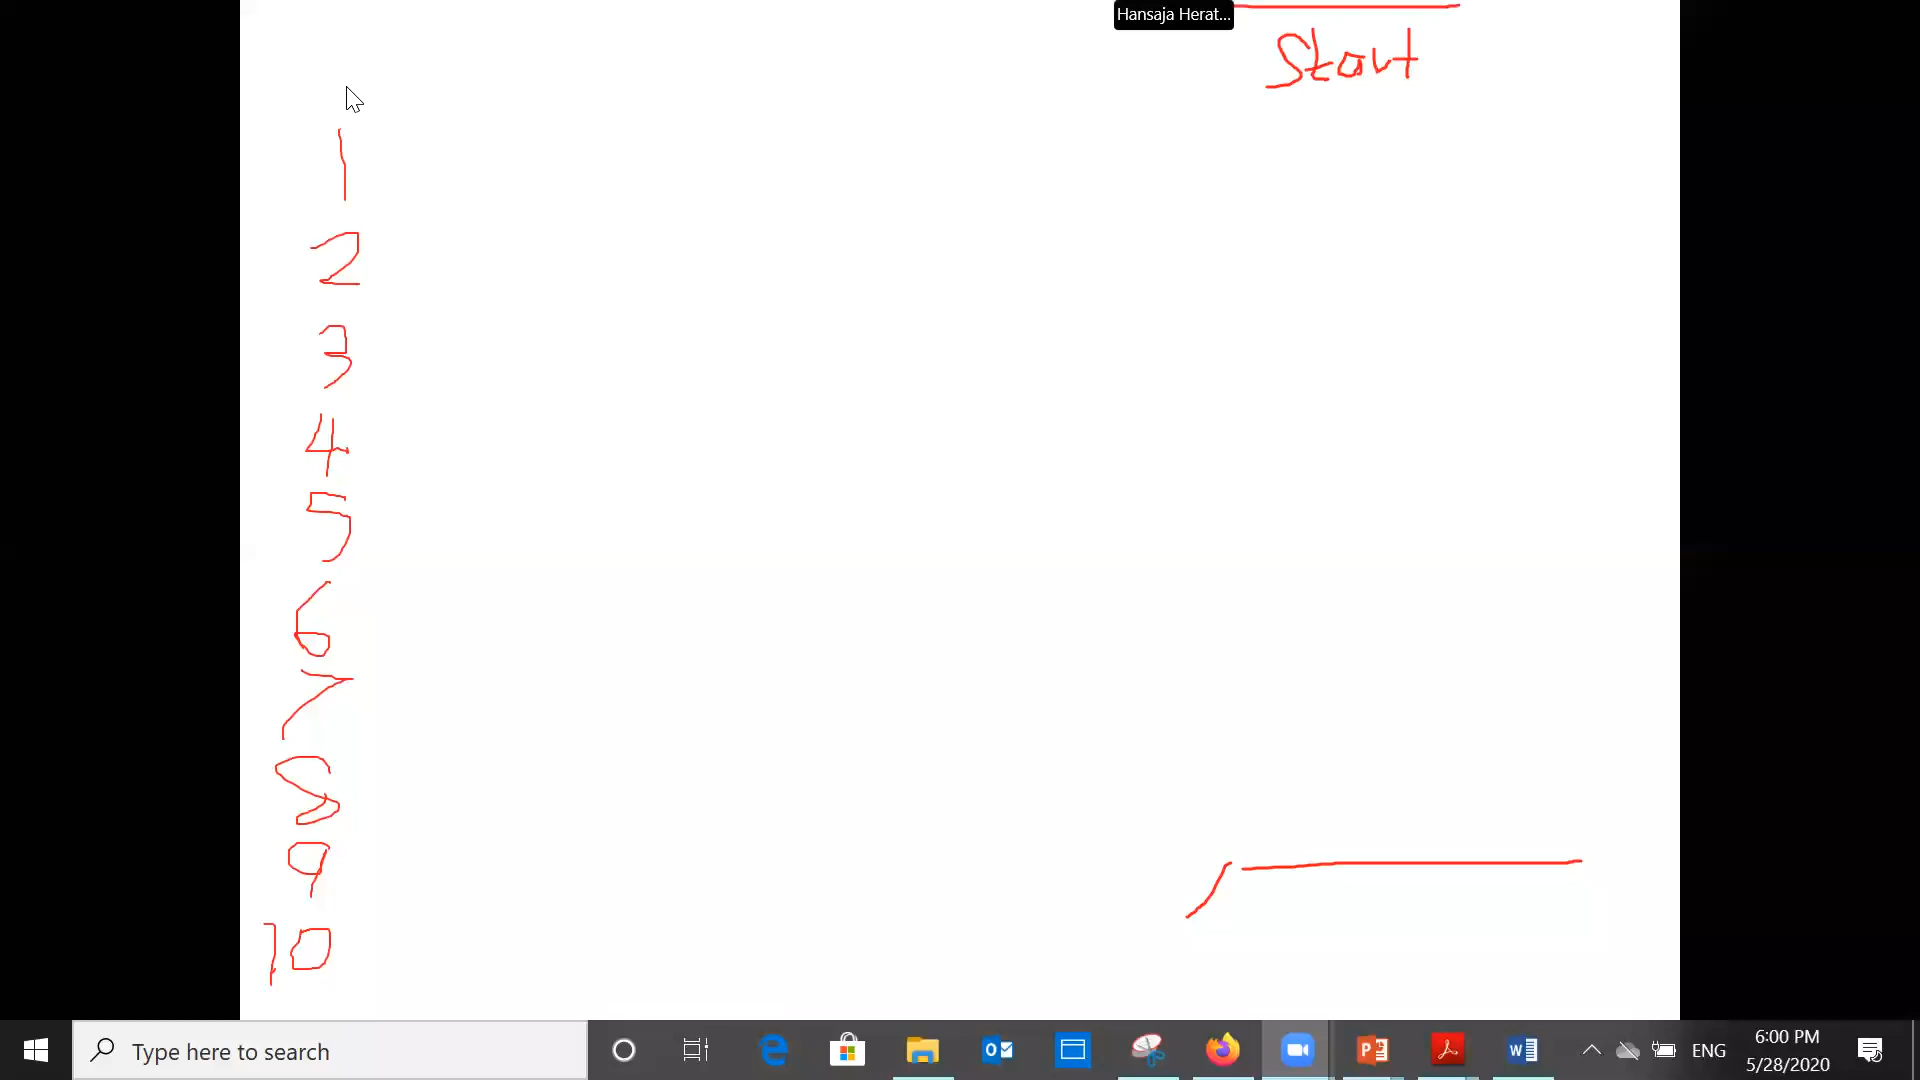 Hansaja Herat...
Start
1
2
3
4
5
6
7
8
9
10
Type here to search
ENG
6:00 PM
5/28/2020